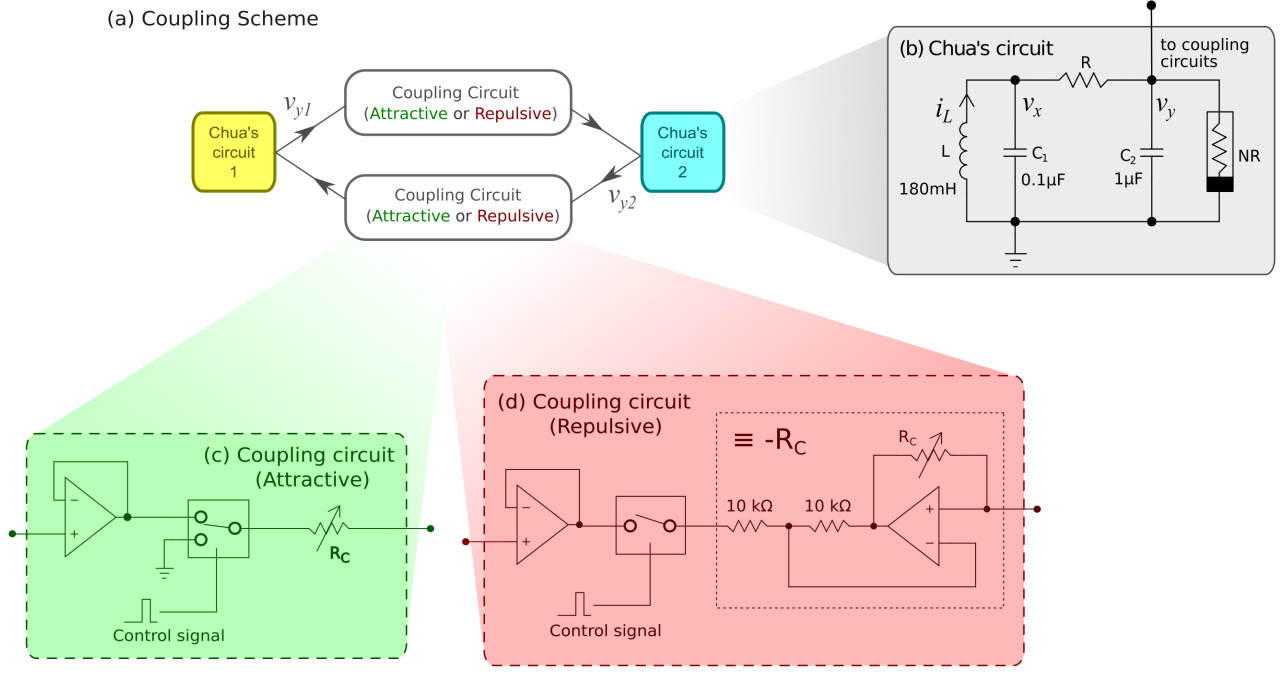 (a) Coupling Scheme
v_y1
Chua's
circuit
1
Coupling Circuit
(Attractive or Repulsive)
Chua's
circuit
2
Coupling Circuit
(Attractive or Repulsive)
v_y2
(b) Chua's circuit
to coupling
circuits
R
i_L
v_x
v_y
L
180mH
C₁
0.1μF
C₂
1μF
NR
(c) Coupling circuit
(Attractive)
−
+
R_C
Control signal
(d) Coupling circuit
(Repulsive)
≡ -R_C
R_C
−
+
10 kΩ
10 kΩ
+
−
Control signal